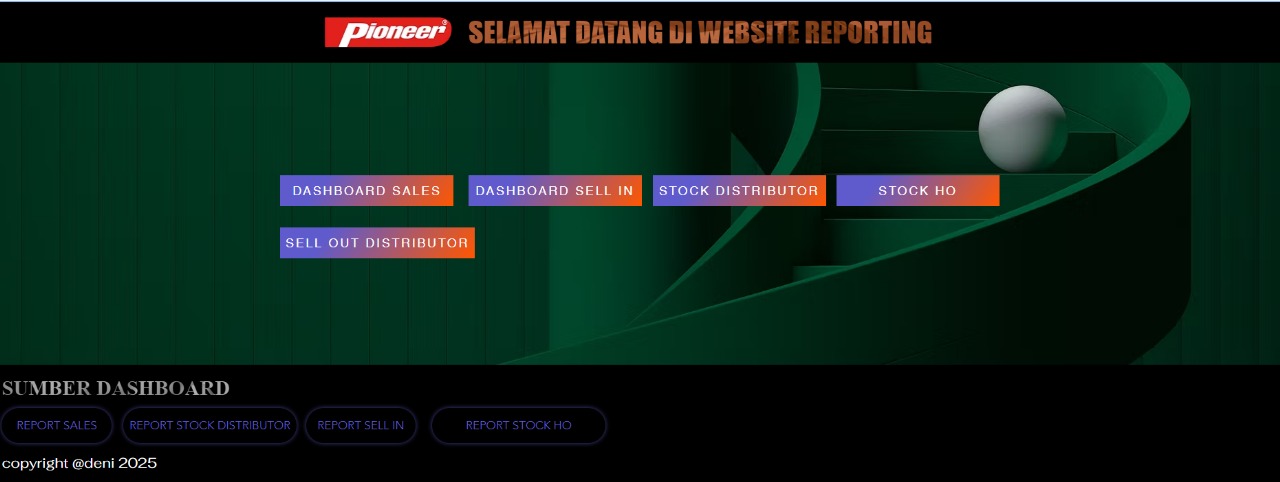 Pioneer® SELAMAT DATANG DI WEBSITE REPORTING
DASHBOARD SALES DASHBOARD SELL IN STOCK DISTRIBUTOR STOCK HO
SELL OUT DISTRIBUTOR
SUMBER DASHBOARD
REPORT SALES REPORT STOCK DISTRIBUTOR REPORT SELL IN REPORT STOCK HO
copyright @deni 2025